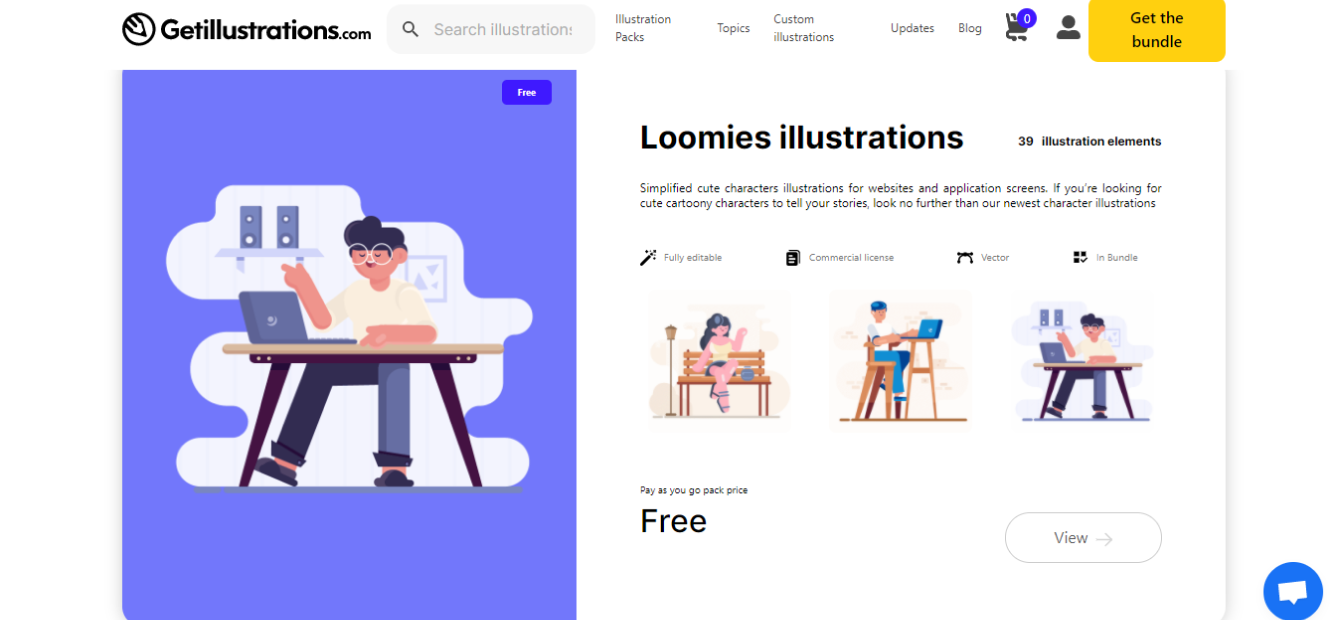 Getillustrations.com
Search illustrations
Illustration
Packs
Topics
Custom
illustrations
Updates
Blog
0
Get the
bundle
Free
Loomies illustrations
39 illustration elements
Simplified cute characters illustrations for websites and application screens. If you're looking for
cute cartoony characters to tell your stories, look no further than our newest character illustrations
Fully editable
Commercial license
Vector
In Bundle
Pay as you go pack price
Free
View